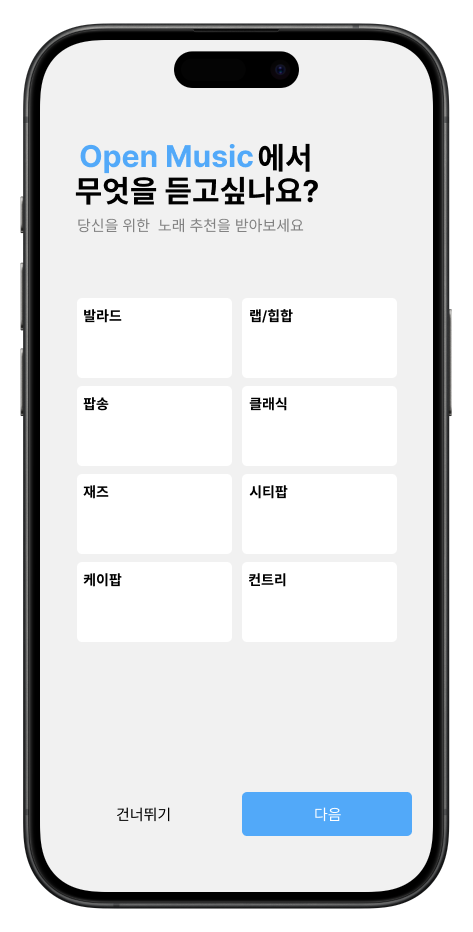 Open Music에서
무엇을 듣고싶나요?
당신을 위한 노래 추천을 받아보세요
발라드
랩/힙합
팝송
클래식
재즈
시티팝
케이팝
컨트리
건너뛰기
다음